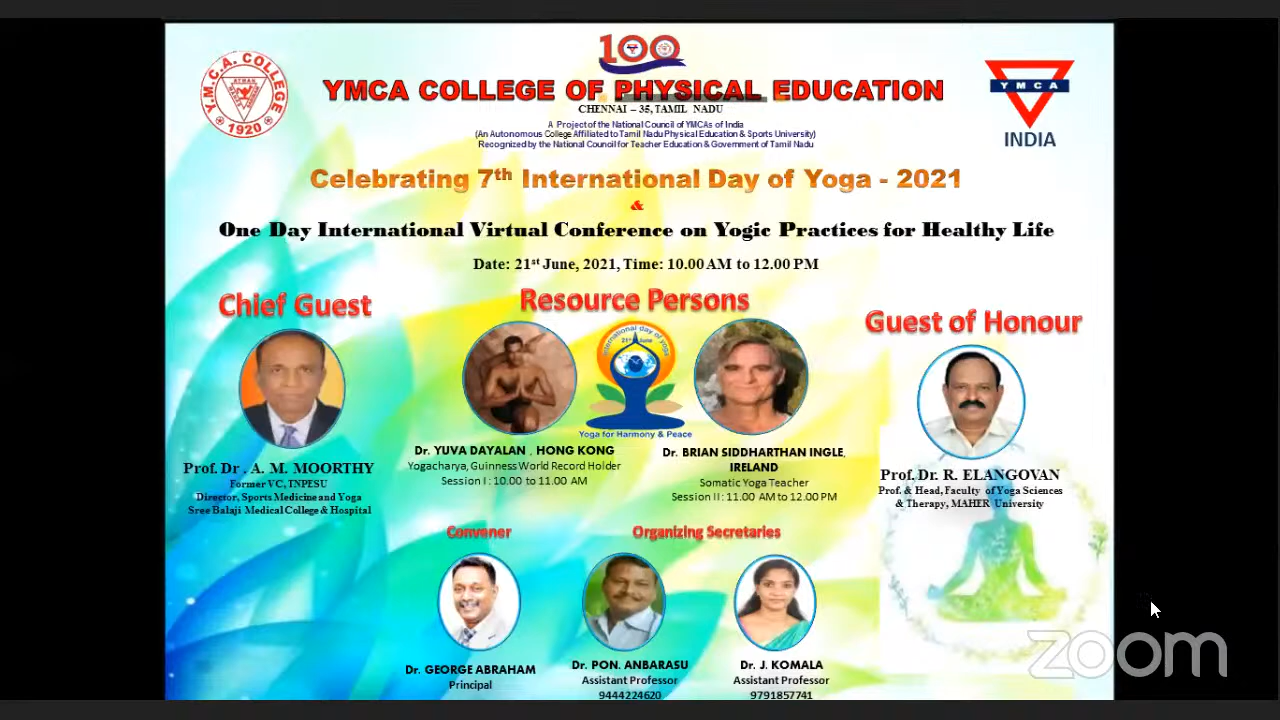 100
Y.M.C.A. COLLEGE
1920
YMCA COLLEGE OF PHYSICAL EDUCATION
CHENNAI – 35, TAMIL NADU
A Project of the National Council of YMCAs of India
(An Autonomous College Affiliated to Tamil Nadu Physical Education & Sports University)
Recognized by the National Council for Teacher Education & Government of Tamil Nadu
YMCA
INDIA
Celebrating 7th International Day of Yoga - 2021
&
One Day International Virtual Conference on Yogic Practices for Healthy Life
Date: 21st June, 2021, Time: 10.00 AM to 12.00 PM
Chief Guest
Prof. Dr . A. M. MOORTHY
Former VC, TNPESU
Director, Sports Medicine and Yoga
Sree Balaji Medical College & Hospital
Resource Persons
Dr. YUVA DAYALAN , HONG KONG
Yogacharya, Guinness World Record Holder
Session I : 10.00 to 11.00 AM
international day of yoga
21st June
Yoga for Harmony & Peace
Dr. BRIAN SIDDHARTHAN INGLE,
IRELAND
Somatic Yoga Teacher
Session II : 11.00 AM to 12.00 PM
Guest of Honour
Prof. Dr. R. ELANGOVAN
Prof. & Head, Faculty of Yoga Sciences
& Therapy, MAHER University
Convener
Dr. GEORGE ABRAHAM
Principal
Organizing Secretaries
Dr. PON. ANBARASU
Assistant Professor
9444224620
Dr. J. KOMALA
Assistant Professor
9791857741
zoom